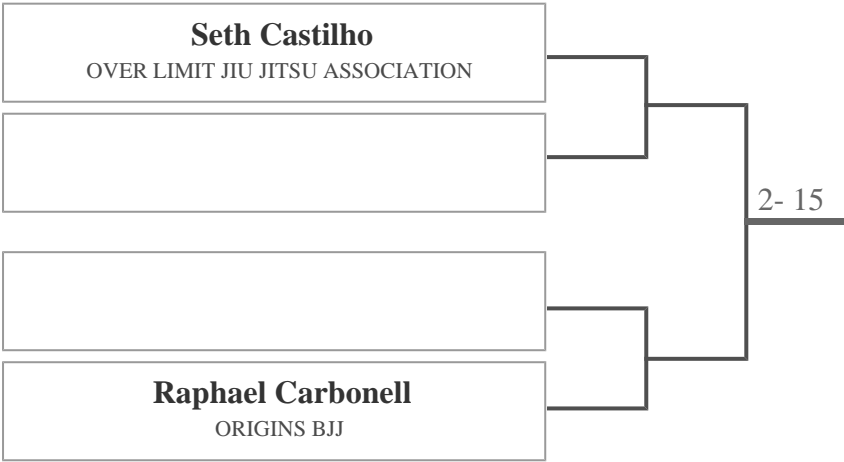 Seth Castilho
OVER LIMIT JIU JITSU ASSOCIATION
2- 15
Raphael Carbonell
ORIGINS BJJ